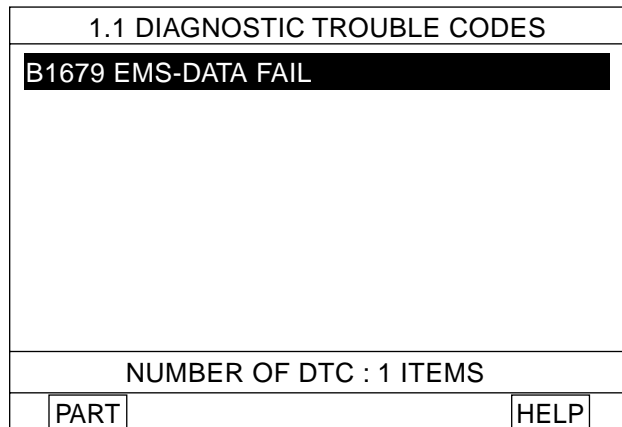 1.1 DIAGNOSTIC TROUBLE CODES
B1679 EMS-DATA FAIL
NUMBER OF DTC : 1 ITEMS
PART HELP